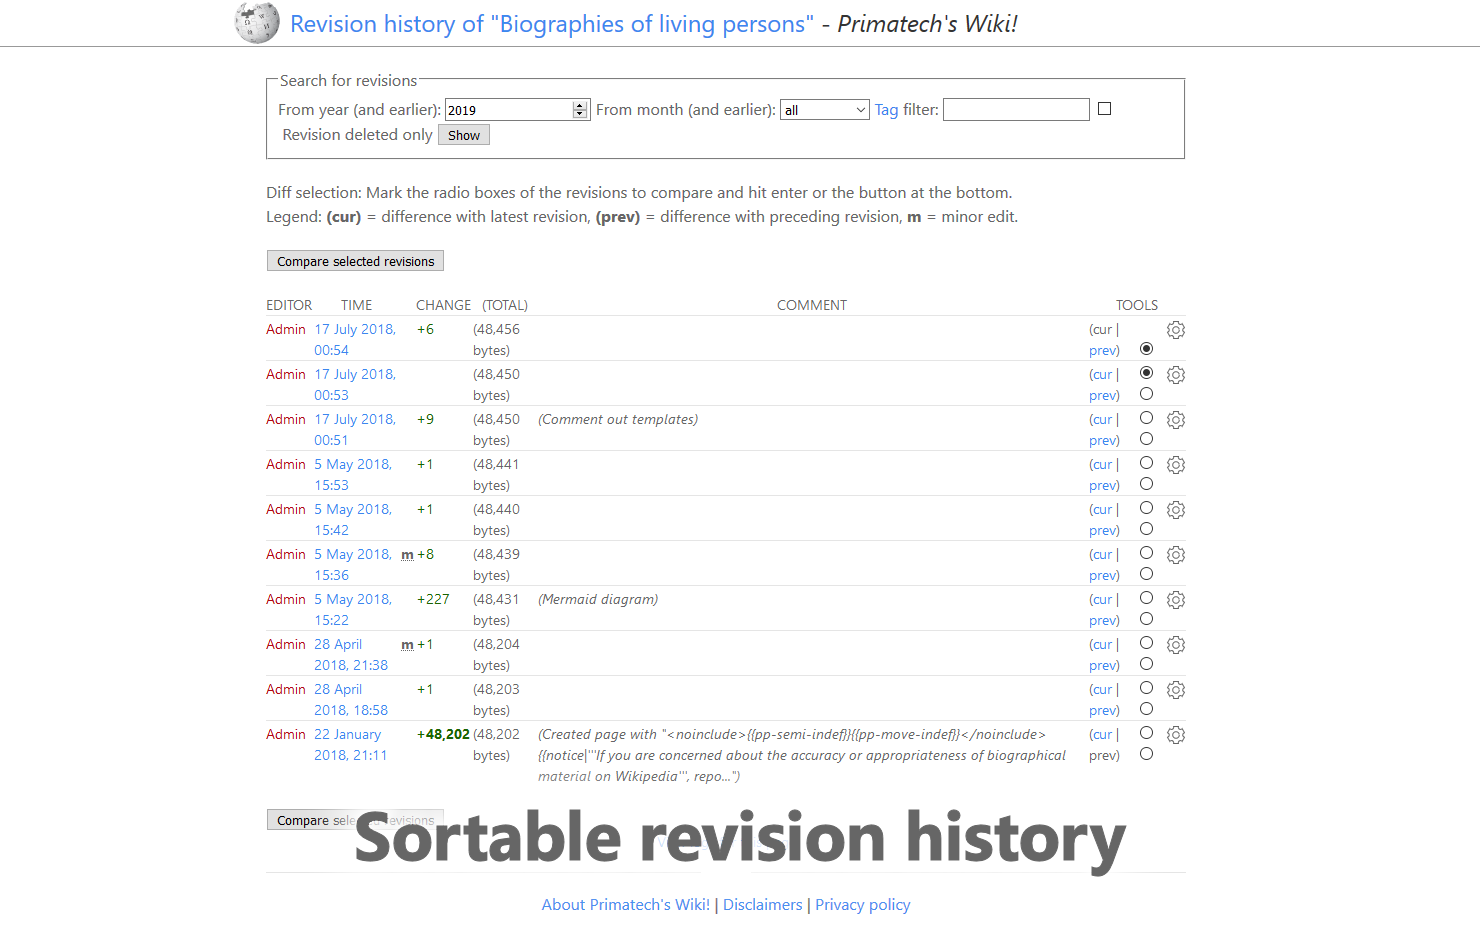 Revision history of "Biographies of living persons" - Primatech's Wiki!
Search for revisions
From year (and earlier): 2019 From month (and earlier): all Tag filter:
Revision deleted only Show
Diff selection: Mark the radio boxes of the revisions to compare and hit enter or the button at the bottom.
Legend: (cur) = difference with latest revision, (prev) = difference with preceding revision, m = minor edit.
Compare selected revisions
EDITOR TIME CHANGE (TOTAL) COMMENT TOOLS
Admin 17 July 2018, +6 (48,456 (cur |
00:54 bytes) prev)
Admin 17 July 2018, (48,450 (cur |
00:53 bytes) prev)
Admin 17 July 2018, +9 (48,450 (Comment out templates) (cur |
00:51 bytes) prev)
Admin 5 May 2018, +1 (48,441 (cur |
15:53 bytes) prev)
Admin 5 May 2018, +1 (48,440 (cur |
15:42 bytes) prev)
Admin 5 May 2018, m +8 (48,439 (cur |
15:36 bytes) prev)
Admin 5 May 2018, +227 (48,431 (Mermaid diagram) (cur |
15:22 bytes) prev)
Admin 28 April m +1 (48,204 (cur |
2018, 21:38 bytes) prev)
Admin 28 April +1 (48,203 (cur |
2018, 18:58 bytes) prev)
Admin 22 January +48,202 (48,202 (Created page with "<noinclude>{{pp-semi-indef}}{{pp-move-indef}}</noinclude> (cur |
2018, 21:11 bytes) {{notice|'''If you are concerned about the accuracy or appropriateness of biographical prev)
material on Wikipedia''', repo...")
Compare selected revisions
Sortable revision history
About Primatech's Wiki! | Disclaimers | Privacy policy